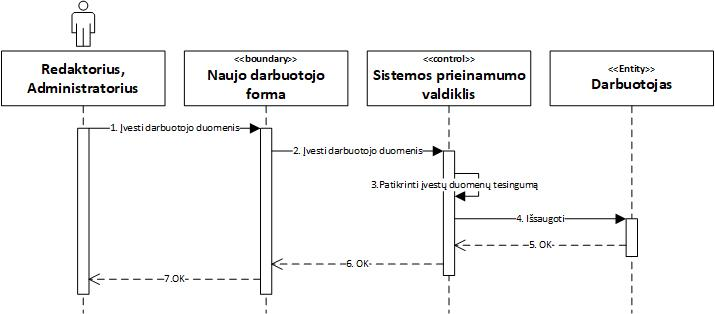 Redaktorius,
Administratorius
<<boundary>>
Naujo darbuotojo
forma
<<control>>
Sistemos prieinamumo
valdiklis
<<Entity>>
Darbuotojas
1. Įvesti darbuotojo duomenis
2. Įvesti darbuotojo duomenis
3.Patikrinti įvestų duomenų tesingumą
4. Išsaugoti
5. OK
6. OK
7.OK